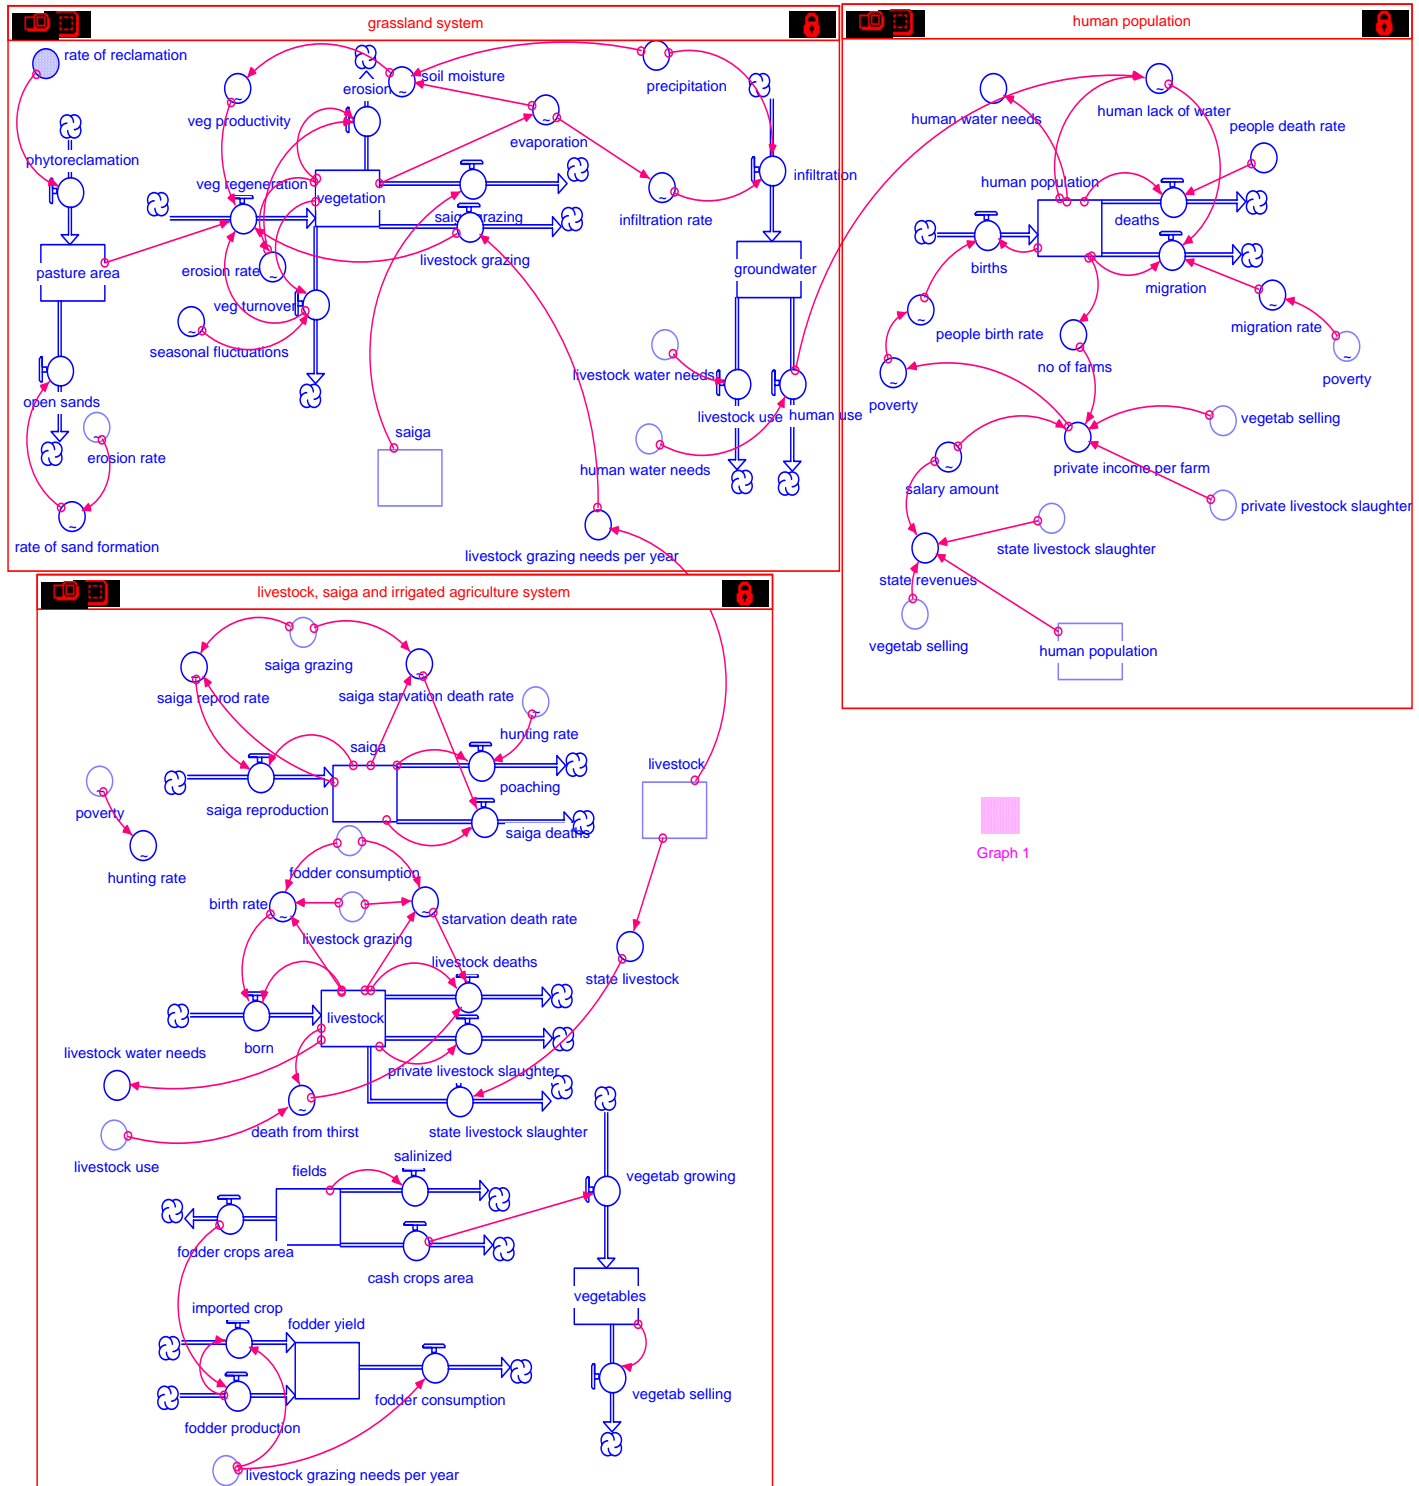 grassland system
rate of reclamation
soil moisture
erosion
precipitation
veg productivity
evaporation
phytoreclamation
infiltration
veg regeneration
vegetation
saiga grazing
infiltration rate
livestock grazing
pasture area
erosion rate
groundwater
veg turnover
seasonal fluctuations
livestock water needs
open sands
livestock use
human use
saiga
erosion rate
human water needs
rate of sand formation
livestock grazing needs per year
human population
human water needs
human lack of water
people death rate
human population
deaths
births
migration
people birth rate
migration rate
no of farms
poverty
poverty
vegetab selling
private income per farm
salary amount
private livestock slaughter
state livestock slaughter
state revenues
vegetab selling
human population
livestock, saiga and irrigated agriculture system
saiga grazing
saiga reprod rate
saiga starvation death rate
hunting rate
saiga
livestock
poaching
saiga reproduction
poverty
saiga deaths
hunting rate
fodder consumption
birth rate
starvation death rate
livestock grazing
livestock deaths
state livestock
livestock
born
livestock water needs
private livestock slaughter
death from thirst
state livestock slaughter
livestock use
salinized
fields
vegetab growing
fodder crops area
cash crops area
vegetables
imported crop
fodder yield
fodder consumption
vegetab selling
fodder production
livestock grazing needs per year
Graph 1